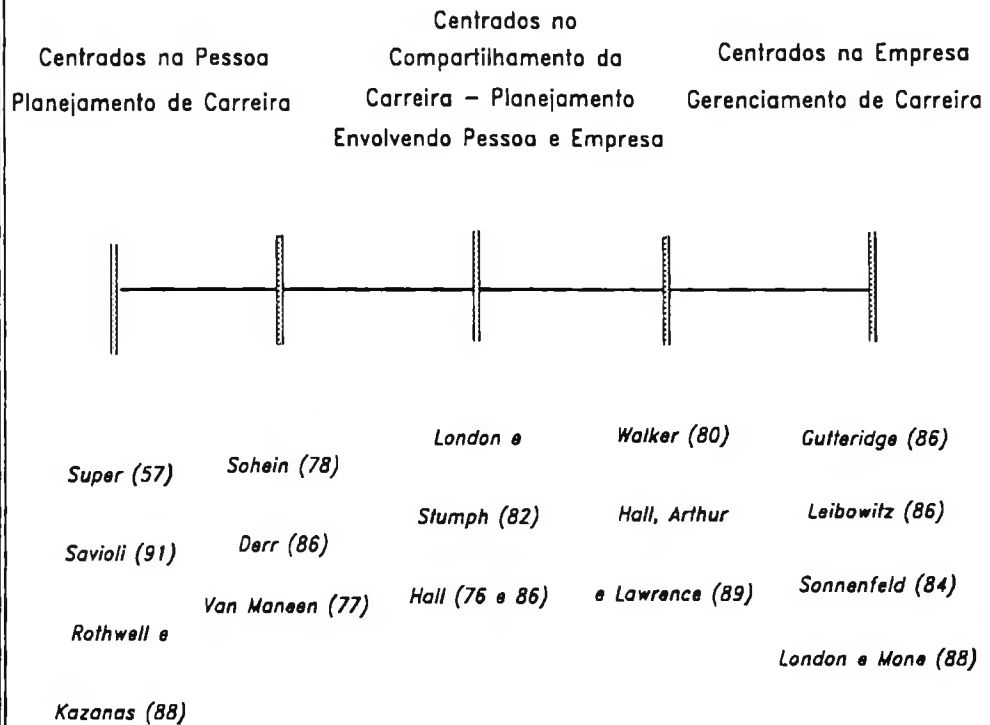 Centrados na Pessoa
Planejamento de Carreira
Centrados no
Compartilhamento da
Carreira – Planejamento
Envolvendo Pessoa e Empresa
Centrados na Empresa
Gerenciamento de Carreira
Super (57)
Savioli (91)
Rothwell e
Kazanas (88)
Sohein (78)
Derr (86)
Van Maneen (77)
London e
Stumph (82)
Hall (76 e 86)
Walker (80)
Hall, Arthur
e Lawrence (89)
Gutteridge (86)
Leibowitz (86)
Sonnenfeld (84)
London e Mone (88)